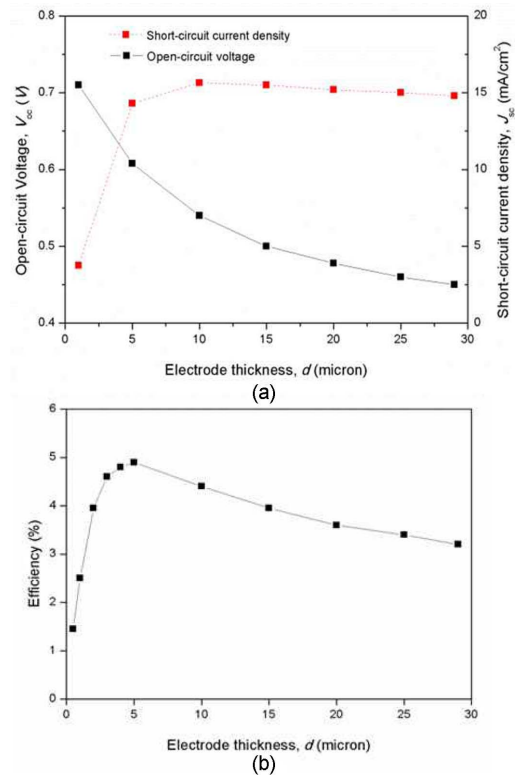 0.8
0.7
0.6
0.5
0.4
Open-circuit Voltage, Voc (V)
Short-circuit current density
Open-circuit voltage
20
15
10
5
0
Short-circuit current density, Jsc (mA/cm²)
0 5 10 15 20 25 30
Electrode thickness, d (micron)
(a)
6
5
4
3
2
1
0
Efficiency (%)
0 5 10 15 20 25 30
Electrode thickness, d (micron)
(b)